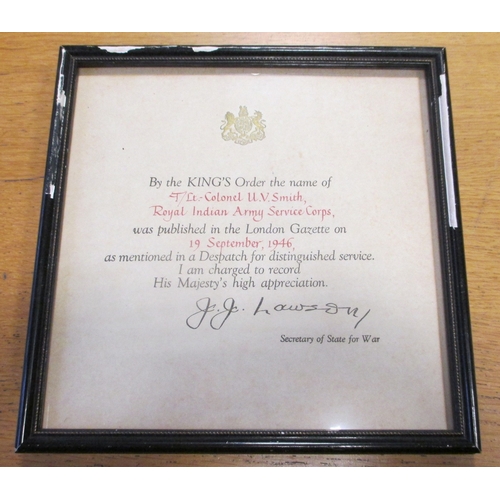 By the KING'S Order the name of
T/Lt.-Colonel U.V. Smith,
Royal Indian Army Service Corps,
was published in the London Gazette on
19 September, 1946,
as mentioned in a Despatch for distinguished service.
I am charged to record
His Majesty's high appreciation.
J. J. Lawson
Secretary of State for War